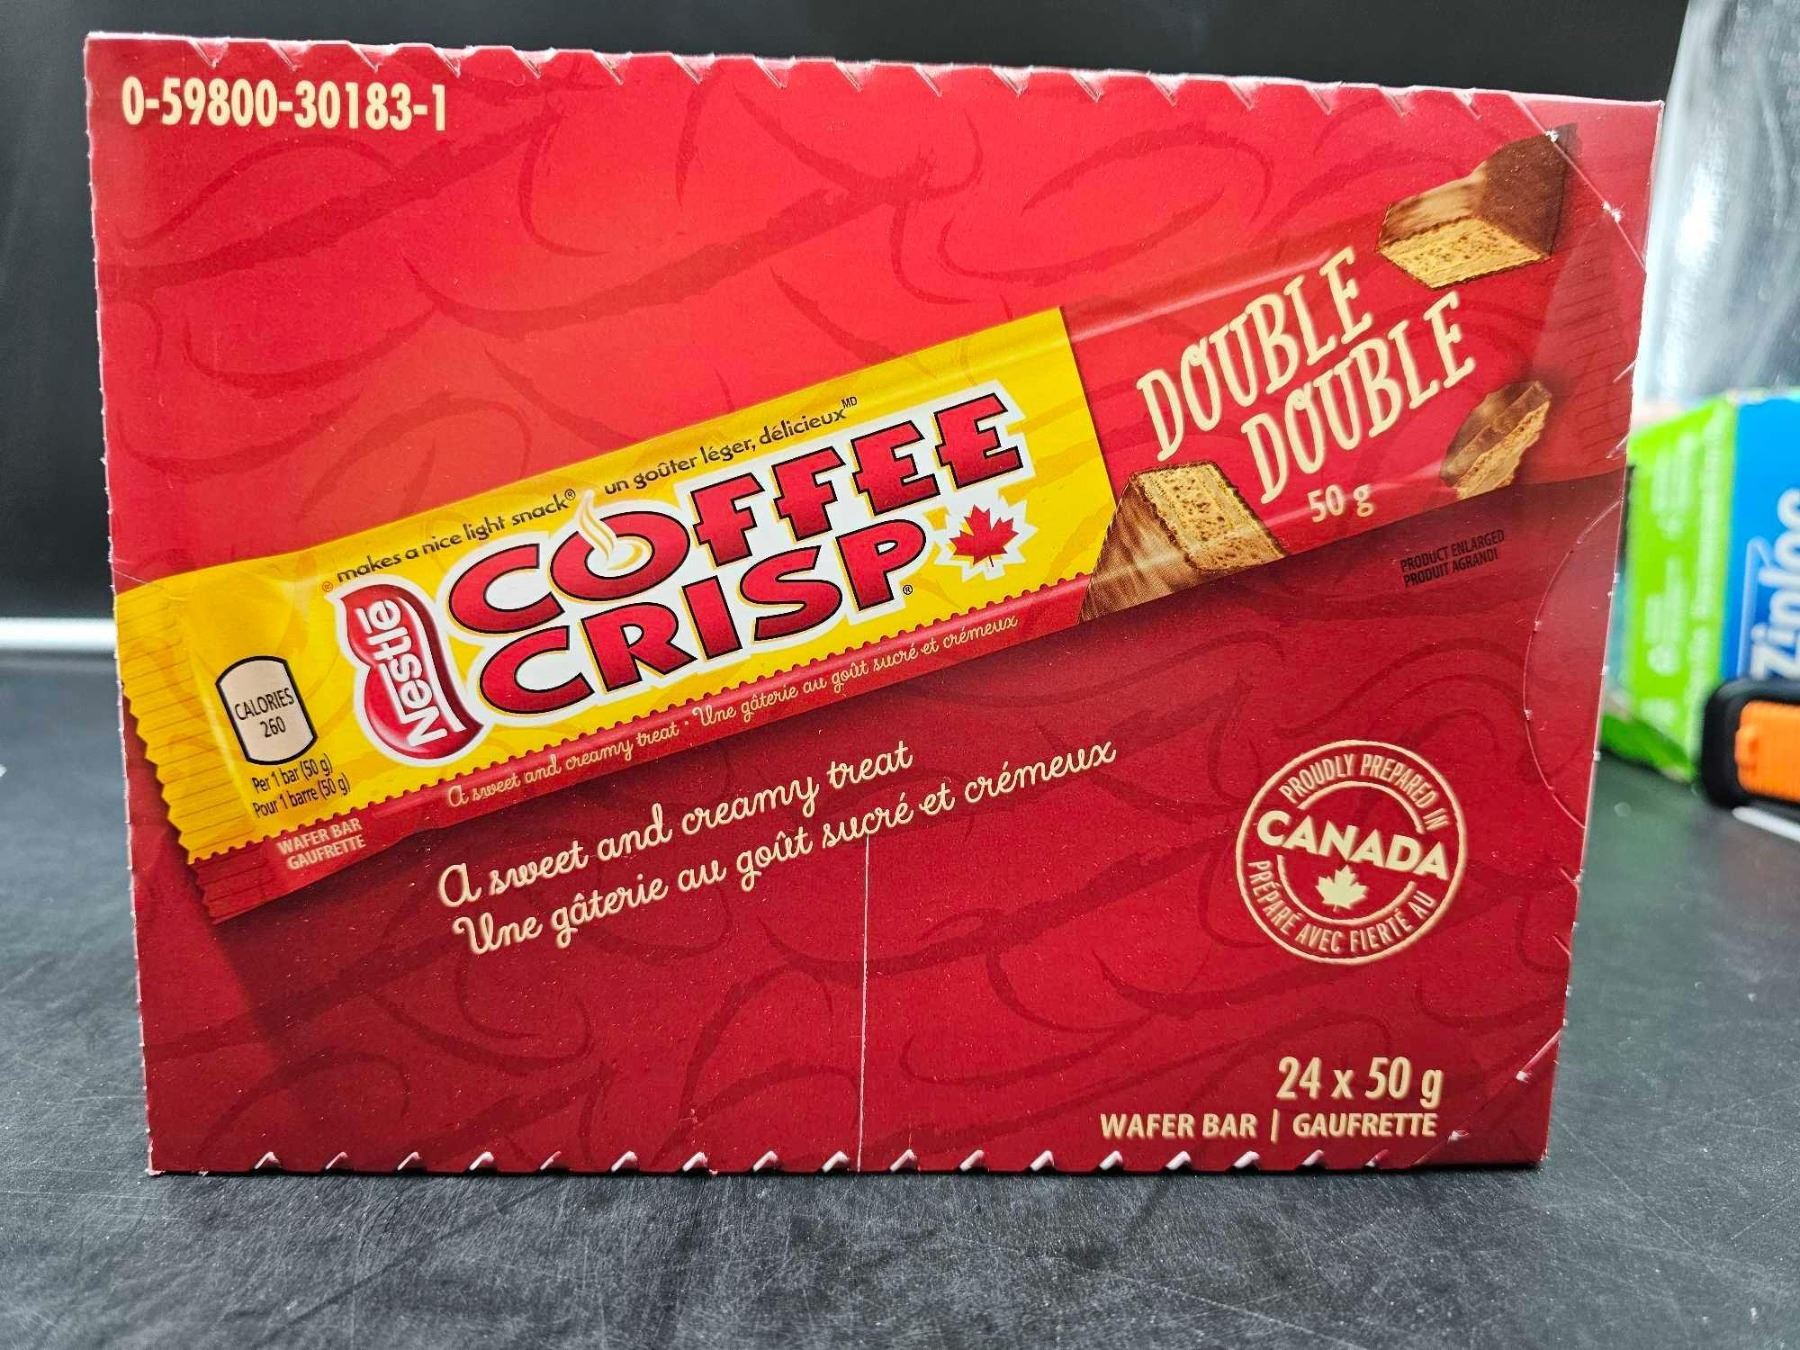 0-59800-30183-1
DOUBLE
DOUBLE
50 g
® makes a nice light snack® un goûter léger, délicieux MD
Nestlé
COFFEE
CRISP®
CALORIES
260
Per 1 bar (50 g)
Pour 1 barre (50 g)
A sweet and creamy treat • Une gâterie au goût sucré et crémeux
WAFER BAR
GAUFRETTE
PRODUCT ENLARGED
PRODUIT AGRANDI
A sweet and creamy treat
Une gâterie au goût sucré et crémeux
PROUDLY PREPARED IN
CANADA
PRÉPARÉ AVEC FIERTÉ AU
24 x 50 g
WAFER BAR | GAUFRETTE